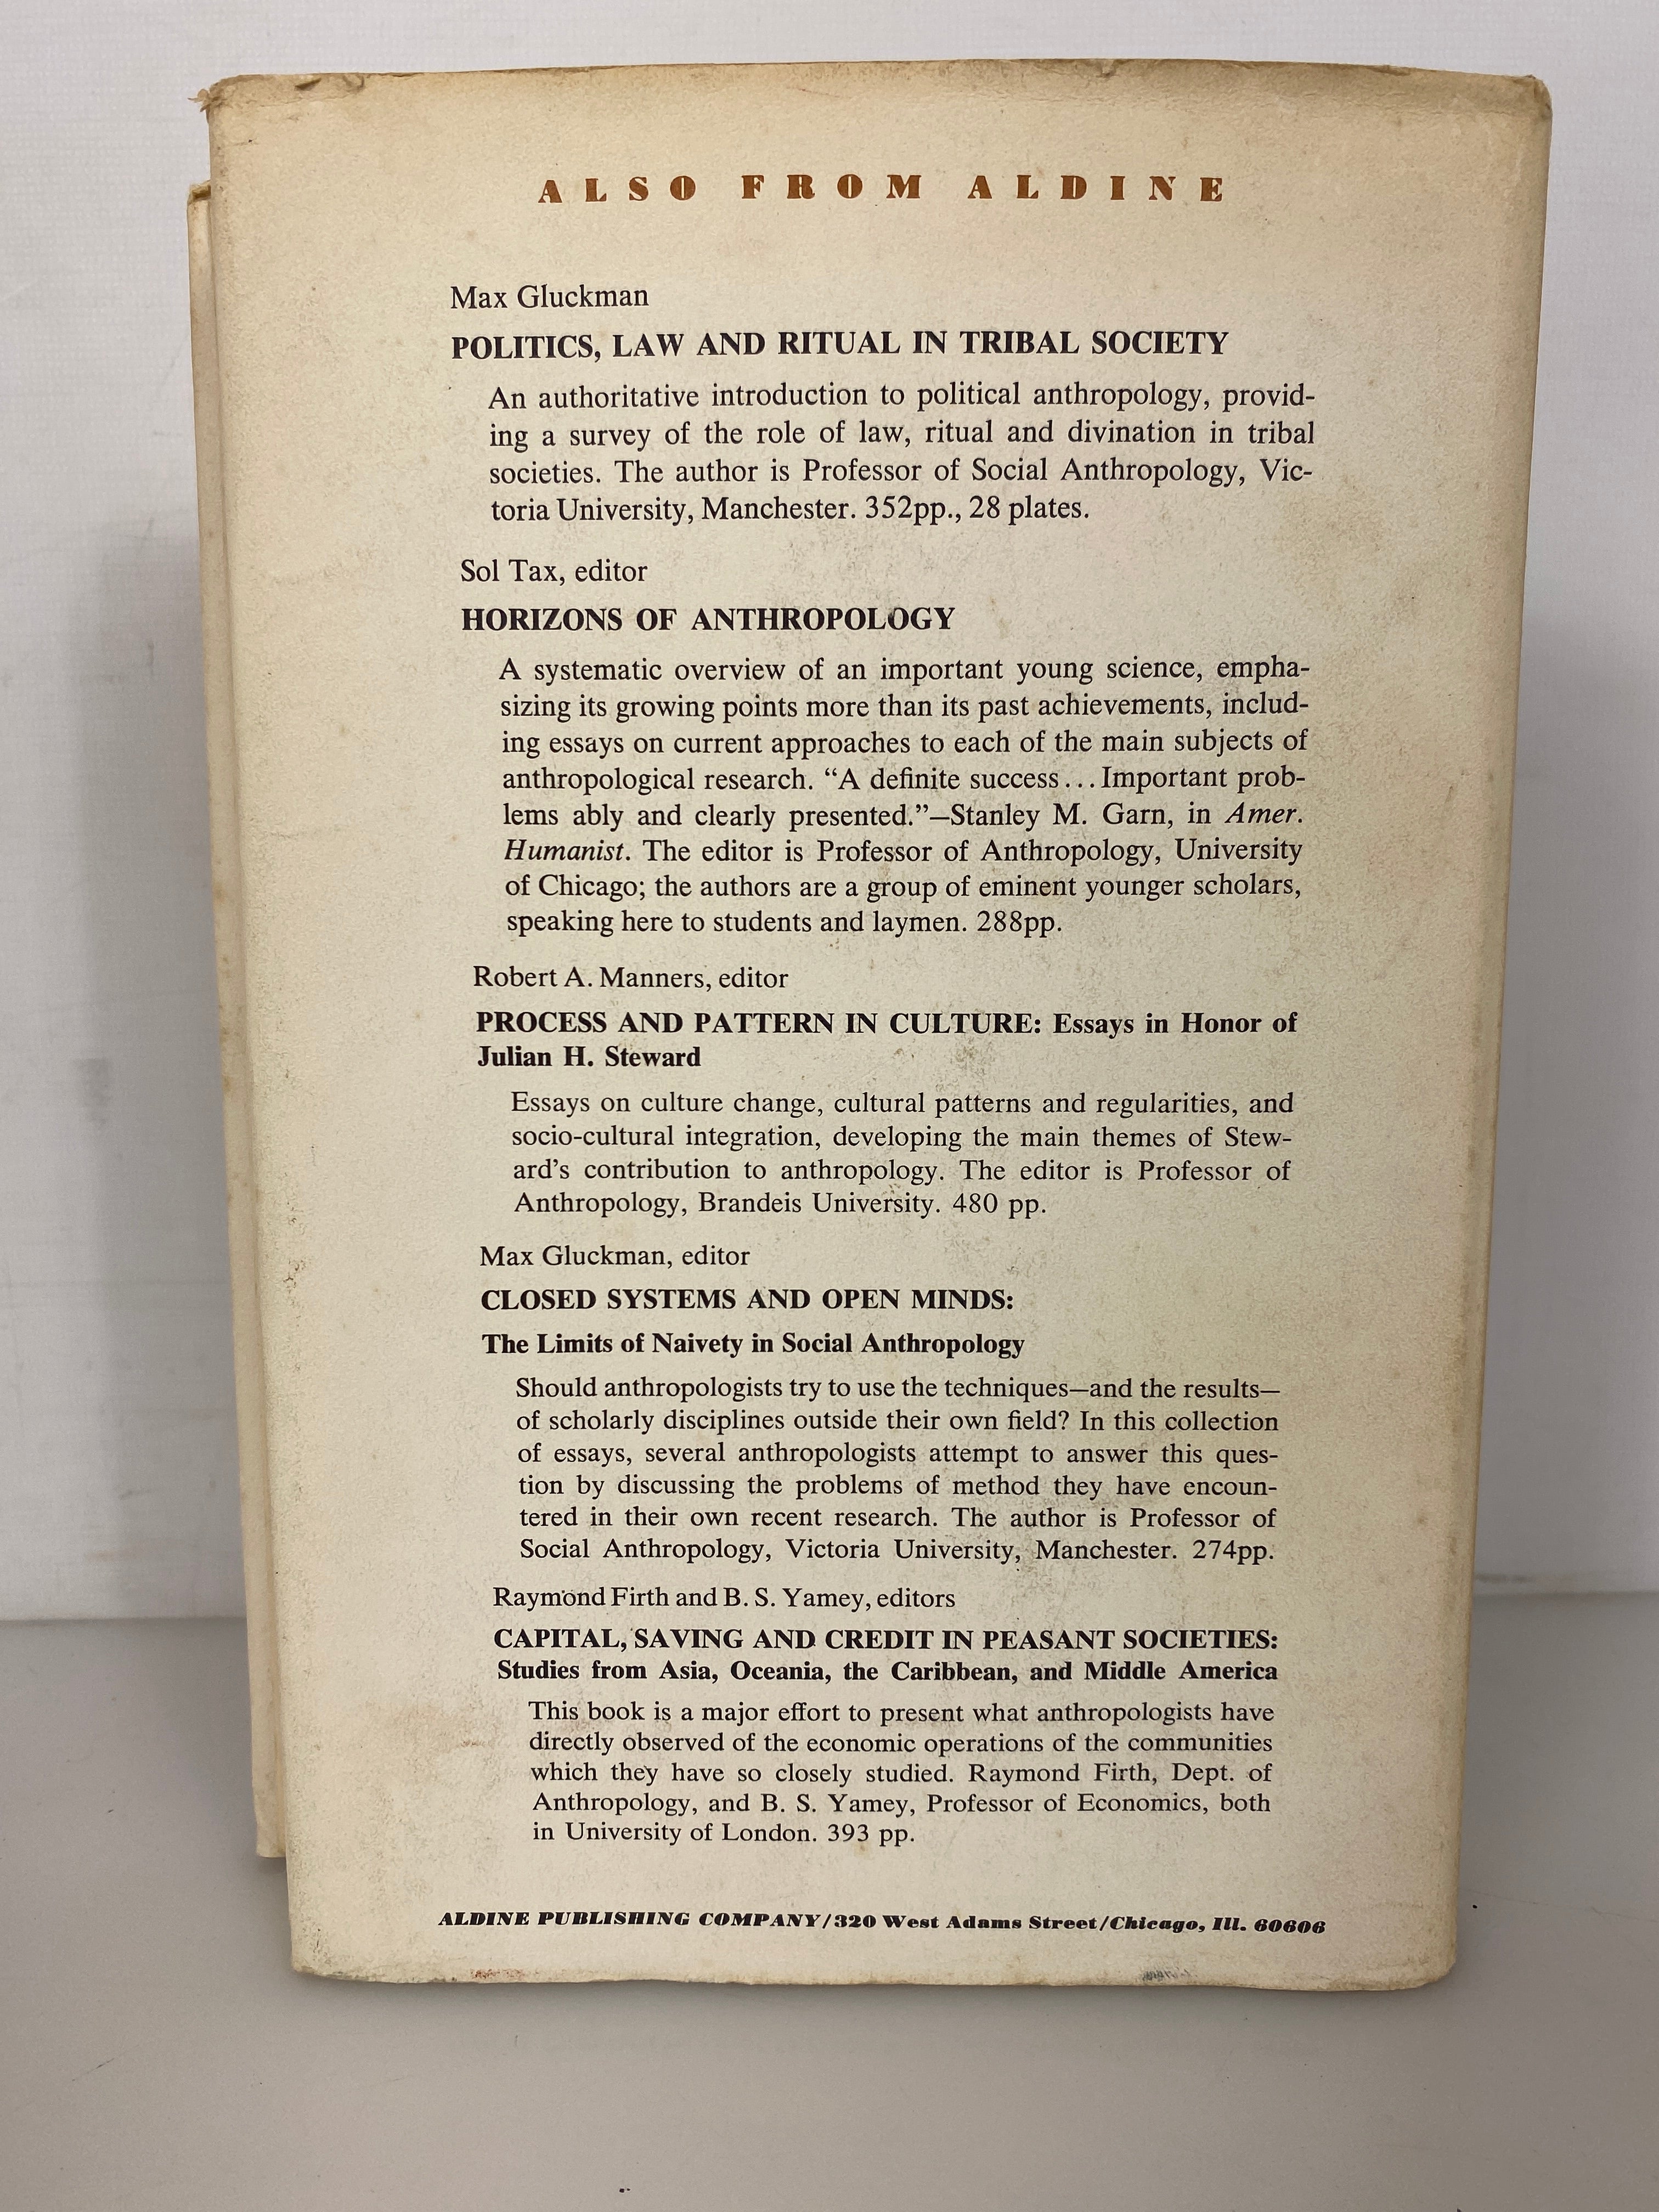 ALSO FROM ALDINE
Max Gluckman
POLITICS, LAW AND RITUAL IN TRIBAL SOCIETY
An authoritative introduction to political anthropology, provid-
ing a survey of the role of law, ritual and divination in tribal
societies. The author is Professor of Social Anthropology, Vic-
toria University, Manchester. 352pp., 28 plates.
Sol Tax, editor
HORIZONS OF ANTHROPOLOGY
A systematic overview of an important young science, empha-
sizing its growing points more than its past achievements, includ-
ing essays on current approaches to each of the main subjects of
anthropological research. “A definite success . . . Important prob-
lems ably and clearly presented.”—Stanley M. Garn, in Amer.
Humanist. The editor is Professor of Anthropology, University
of Chicago; the authors are a group of eminent younger scholars,
speaking here to students and laymen. 288pp.
Robert A. Manners, editor
PROCESS AND PATTERN IN CULTURE: Essays in Honor of
Julian H. Steward
Essays on culture change, cultural patterns and regularities, and
socio-cultural integration, developing the main themes of Stew-
ard’s contribution to anthropology. The editor is Professor of
Anthropology, Brandeis University. 480 pp.
Max Gluckman, editor
CLOSED SYSTEMS AND OPEN MINDS:
The Limits of Naivety in Social Anthropology
Should anthropologists try to use the techniques—and the results—
of scholarly disciplines outside their own field? In this collection
of essays, several anthropologists attempt to answer this ques-
tion by discussing the problems of method they have encoun-
tered in their own recent research. The author is Professor of
Social Anthropology, Victoria University, Manchester. 274pp.
Raymond Firth and B. S. Yamey, editors
CAPITAL, SAVING AND CREDIT IN PEASANT SOCIETIES:
Studies from Asia, Oceania, the Caribbean, and Middle America
This book is a major effort to present what anthropologists have
directly observed of the economic operations of the communities
which they have so closely studied. Raymond Firth, Dept. of
Anthropology, and B. S. Yamey, Professor of Economics, both
in University of London. 393 pp.
ALDINE PUBLISHING COMPANY/320 West Adams Street/Chicago, Ill. 60606